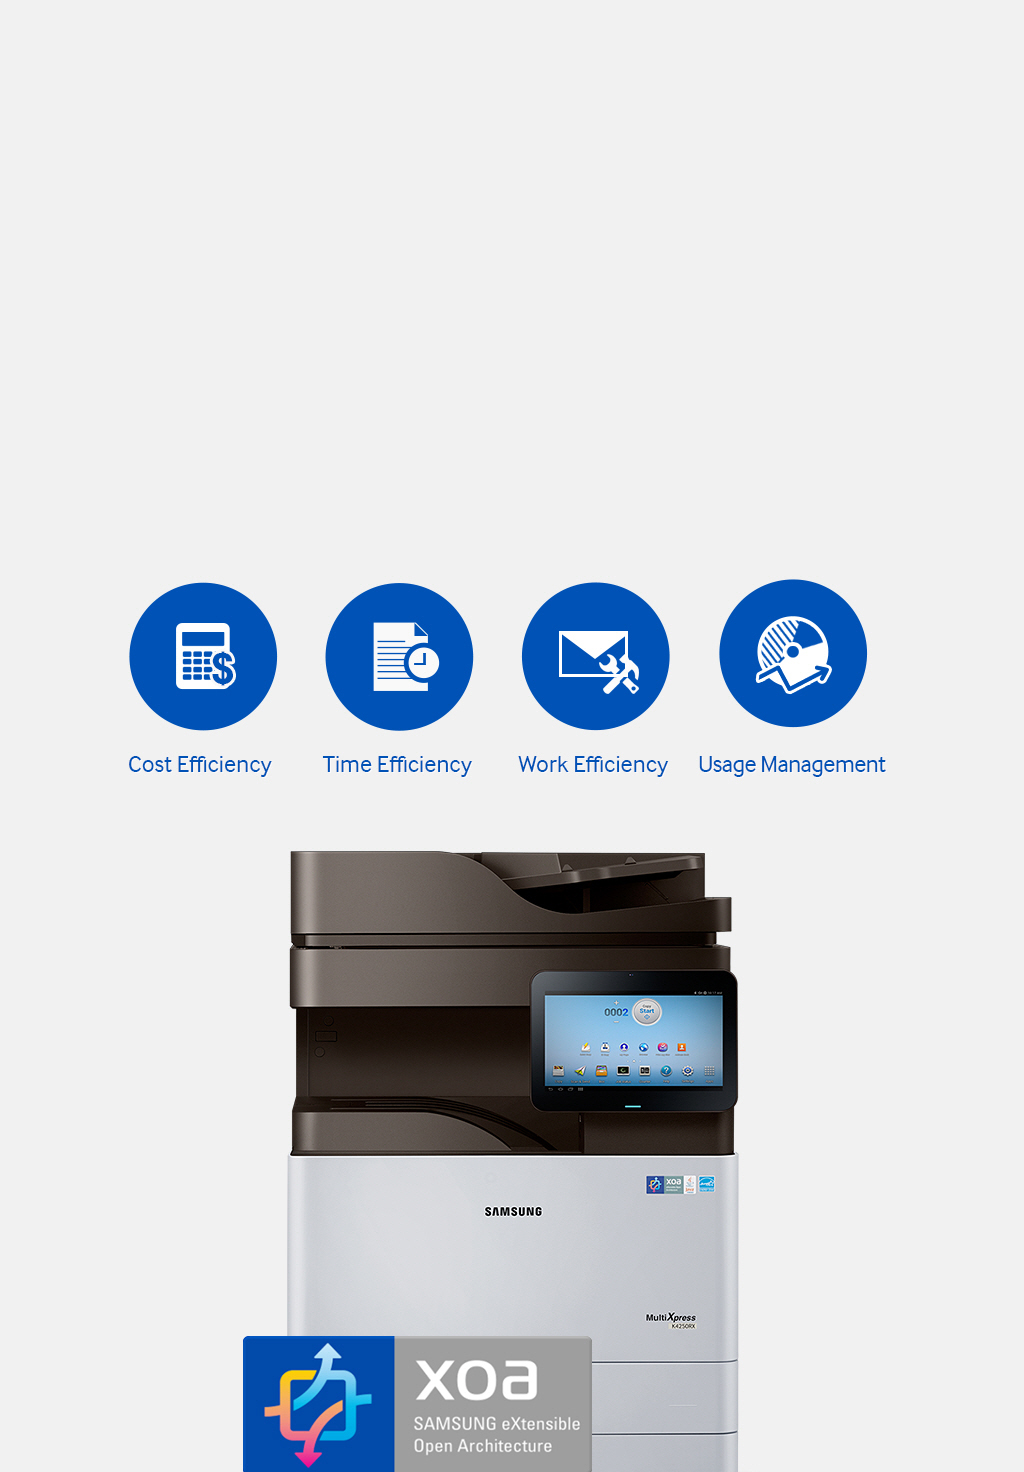 Cost Efficiency
Time Efficiency
Work Efficiency
Usage Management
0002
Start
xoa
SAMSUNG
MultiXpress
K4250RX
xoa
SAMSUNG eXtensible
Open Architecture